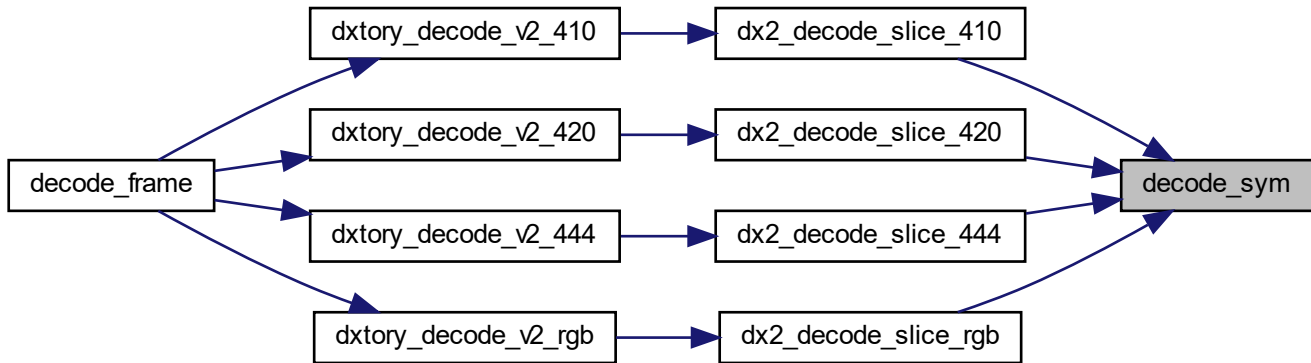 dxtory_decode_v2_410
dx2_decode_slice_410
dxtory_decode_v2_420
dx2_decode_slice_420
decode_frame
decode_sym
dxtory_decode_v2_444
dx2_decode_slice_444
dxtory_decode_v2_rgb
dx2_decode_slice_rgb